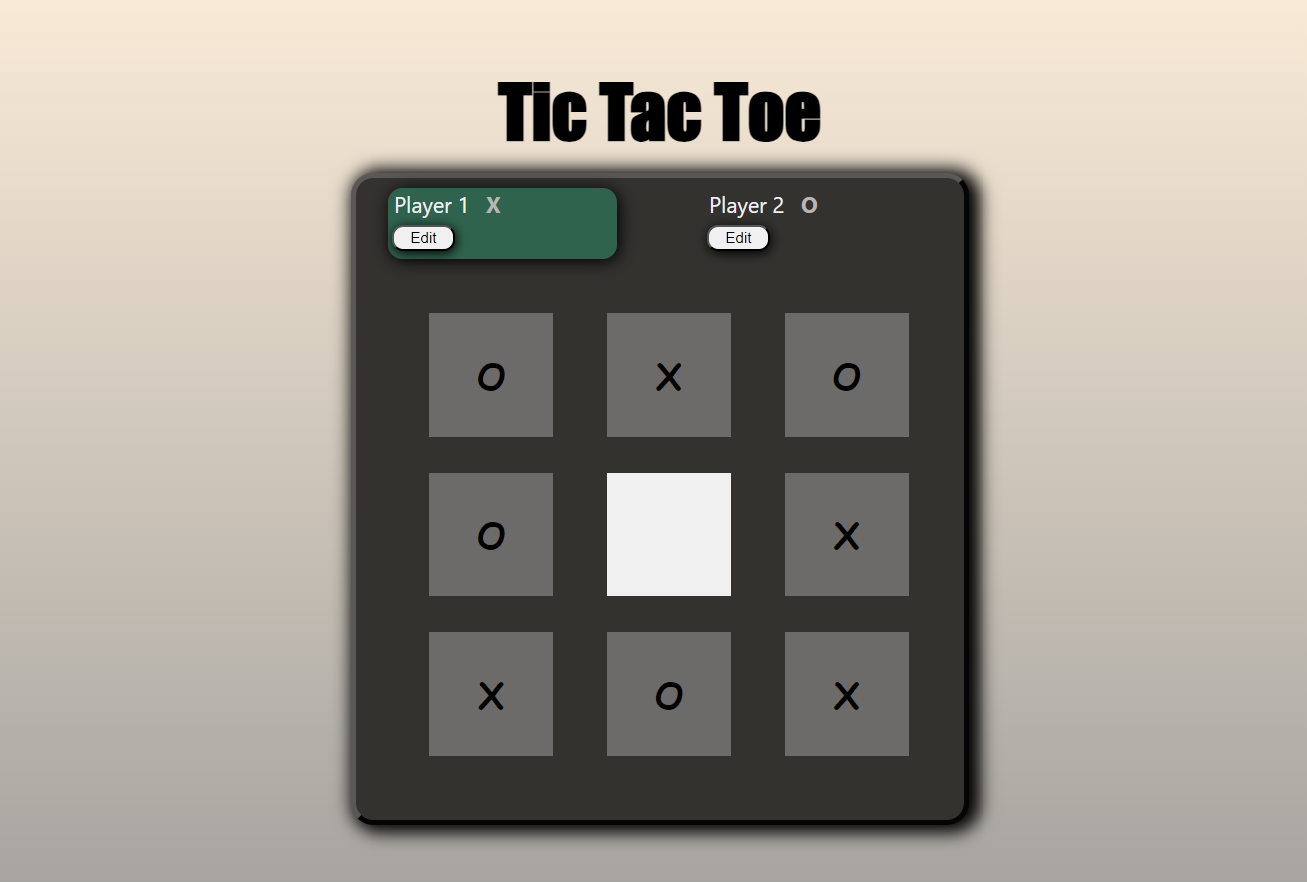 Tic Tac Toe
Player 1 X Player 2 O
Edit Edit
O X O
O X
X O X